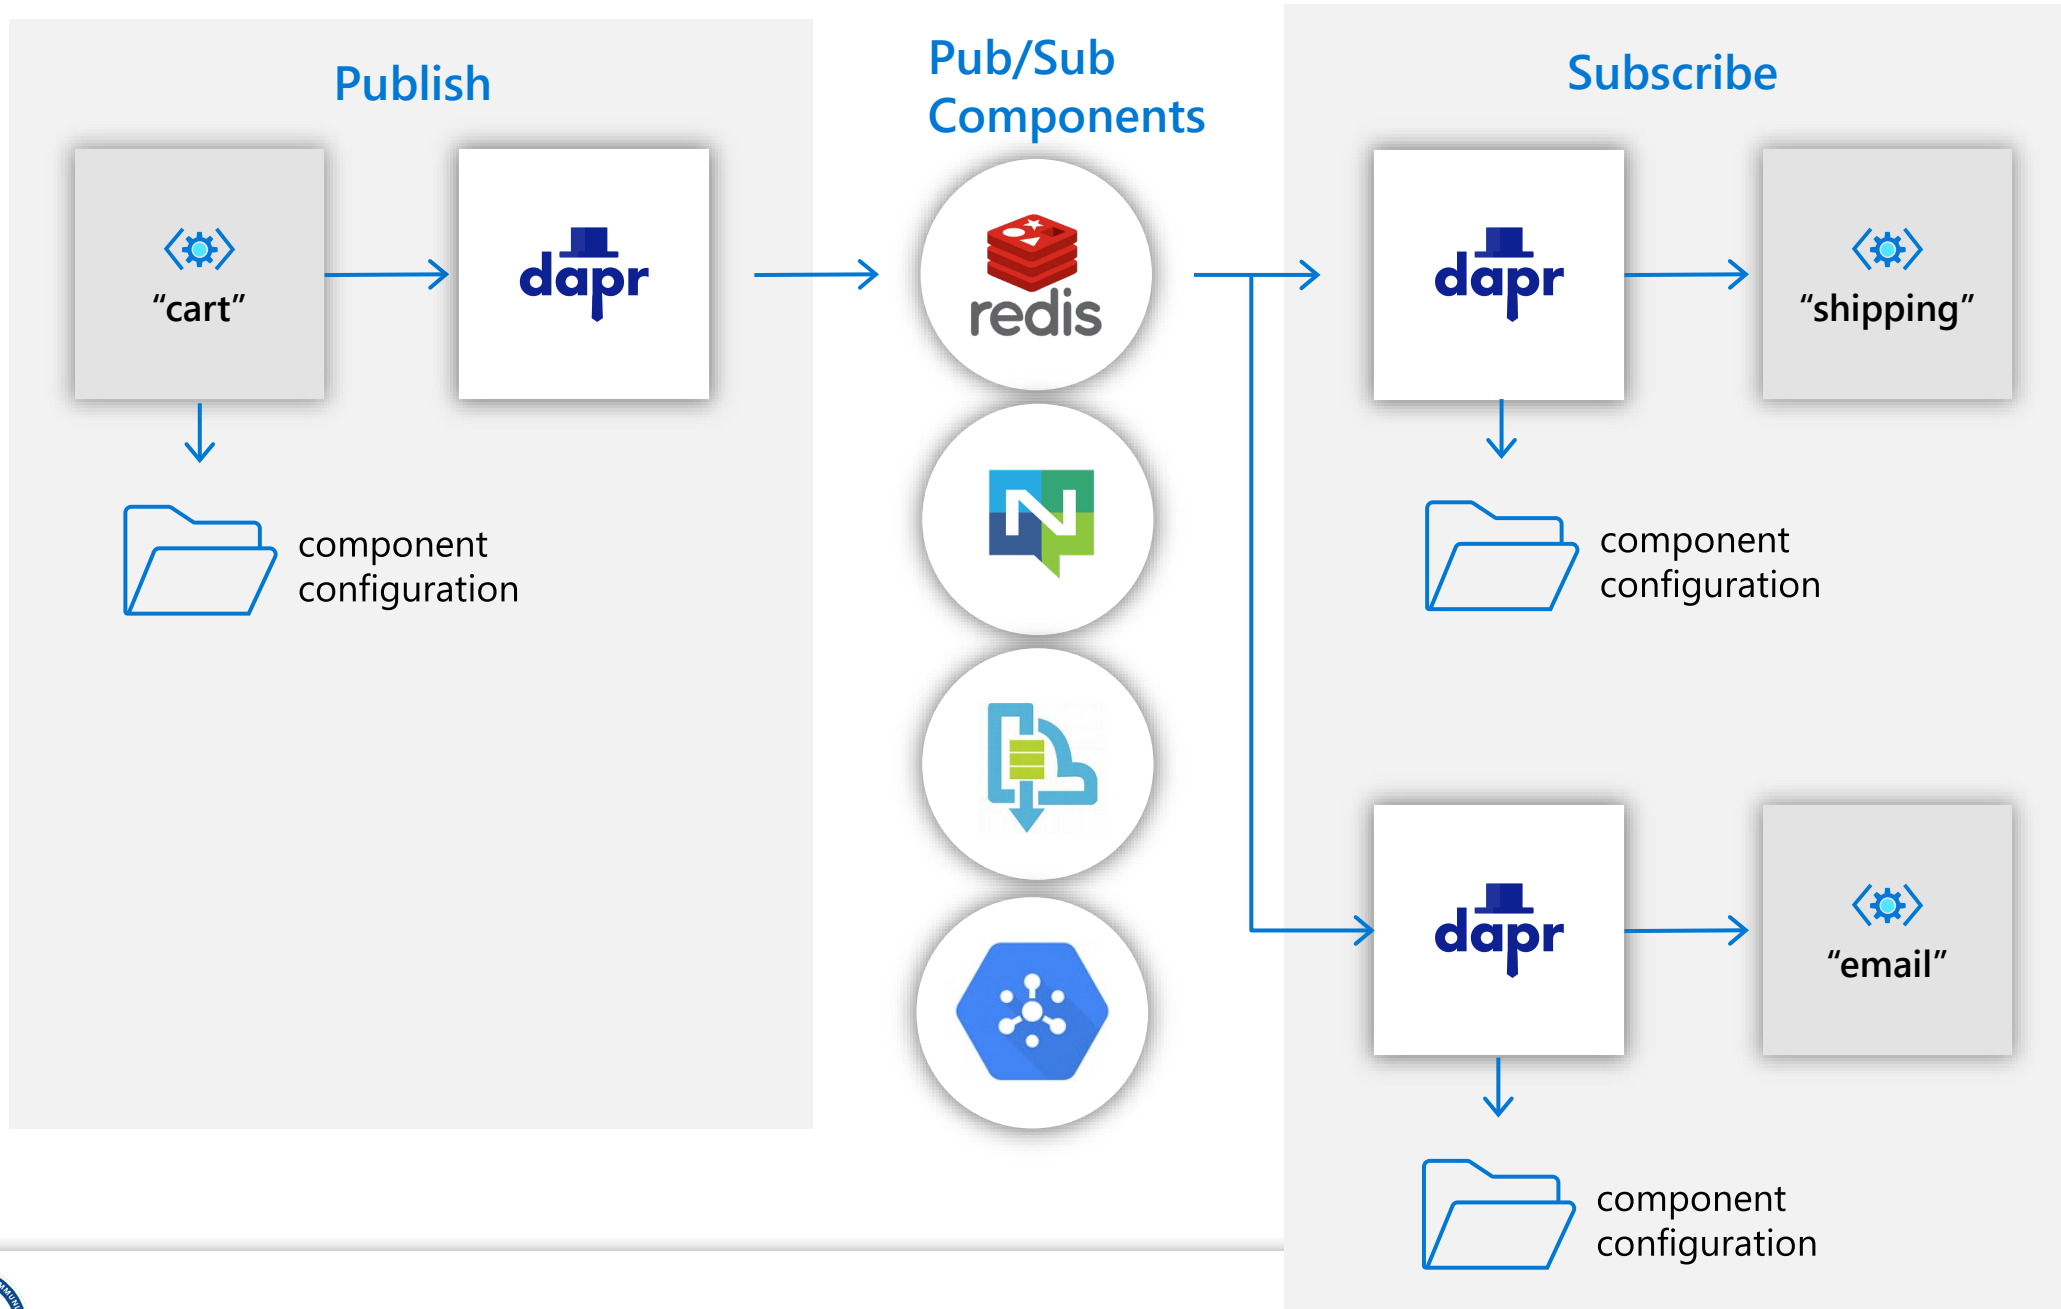 Publish
“cart”
dapr
component
configuration
Pub/Sub
Components
redis
N
Subscribe
dapr
“shipping”
component
configuration
dapr
“email”
component
configuration